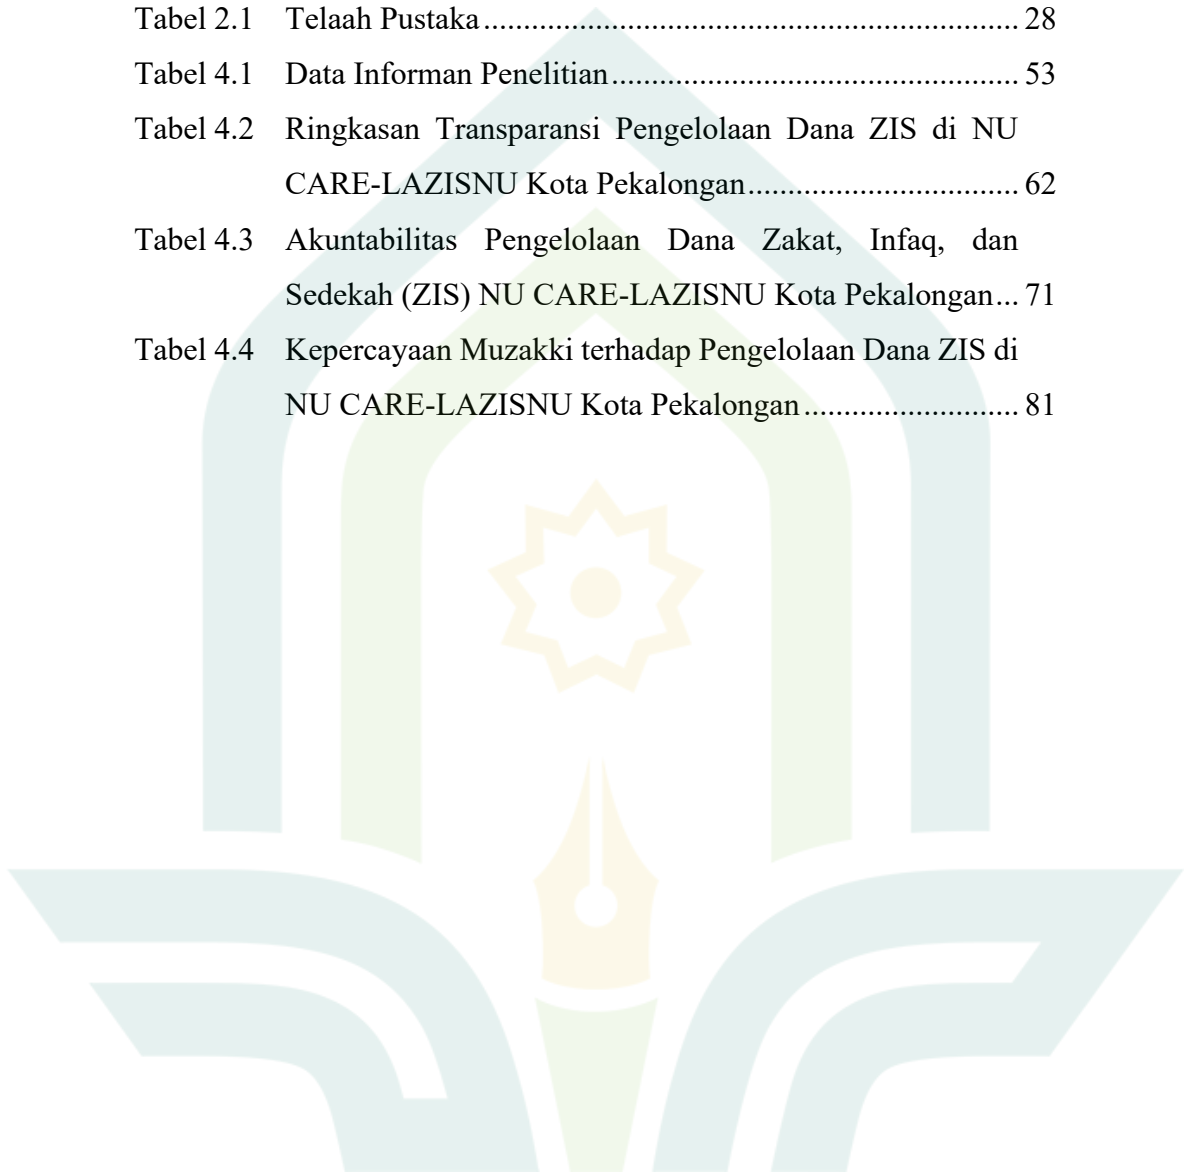 Tabel 2.1 Telaah Pustaka.................................................................... 28
Tabel 4.1 Data Informan Penelitian.................................................... 53
Tabel 4.2 Ringkasan Transparansi Pengelolaan Dana ZIS di NU
CARE-LAZISNU Kota Pekalongan.................................. 62
Tabel 4.3 Akuntabilitas Pengelolaan Dana Zakat, Infaq, dan
Sedekah (ZIS) NU CARE-LAZISNU Kota Pekalongan... 71
Tabel 4.4 Kepercayaan Muzakki terhadap Pengelolaan Dana ZIS di
NU CARE-LAZISNU Kota Pekalongan........................... 81